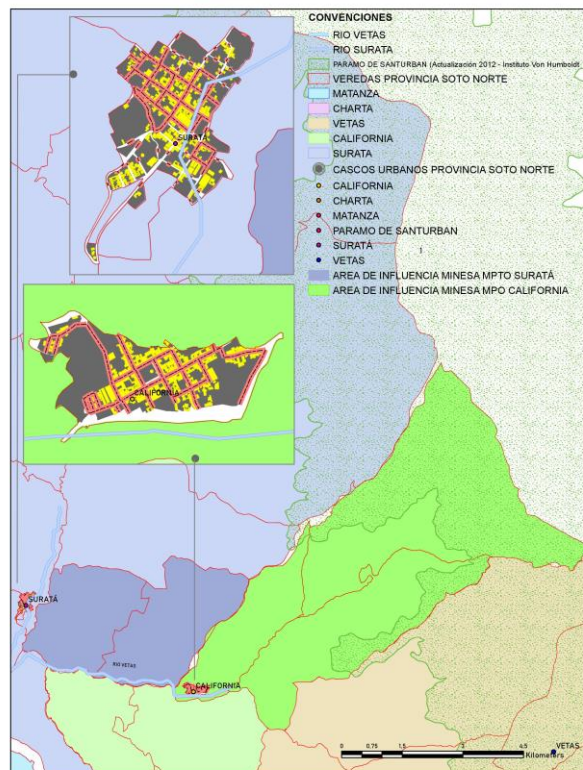 CONVENCIONES
RIO VETAS
RIO SURATA
PARAMO DE SANTURBAN (Actualización 2012 - Instituto Von Humboldt
VEREDAS PROVINCIA SOTO NORTE
MATANZA
CHARTA
VETAS
CALIFORNIA
SURATA
CASCOS URBANOS PROVINCIA SOTO NORTE
CALIFORNIA
CHARTA
MATANZA
PARAMO DE SANTURBAN
SURATÁ
VETAS
AREA DE INFLUENCIA MINESA MPTO SURATÁ
AREA DE INFLUENCIA MINESA MPO CALIFORNIA
SURATÁ
CALIFORNIA
1
SURATÁ
RIO VETAS
CALIFORNIA
VETAS
0 0,75 1,5 3 4,5
Kilometers